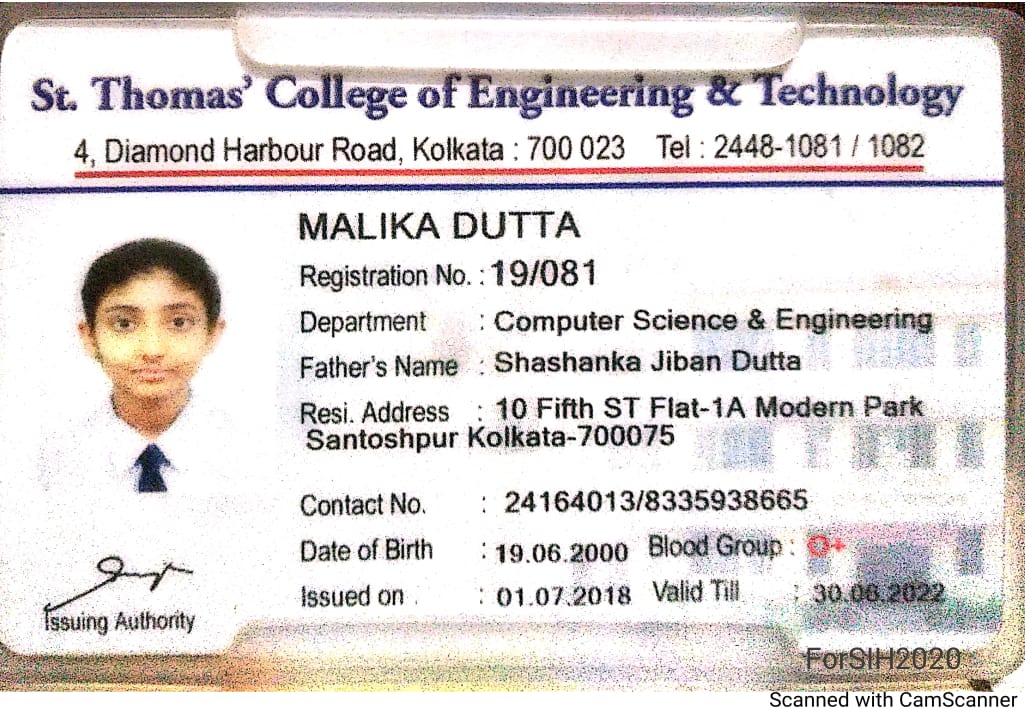 St. Thomas' College of Engineering & Technology
4, Diamond Harbour Road, Kolkata : 700 023 Tel : 2448-1081 / 1082
MALIKA DUTTA
Registration No. : 19/081
Department : Computer Science & Engineering
Father's Name : Shashanka Jiban Dutta
Resi. Address : 10 Fifth ST Flat-1A Modern Park
Santoshpur Kolkata-700075
Contact No. : 24164013/8335938665
Date of Birth : 19.06.2000 Blood Group : O+
Issued on : 01.07.2018 Valid Till : 30.06.2022
Issuing Authority
ForSIH2020
Scanned with CamScanner